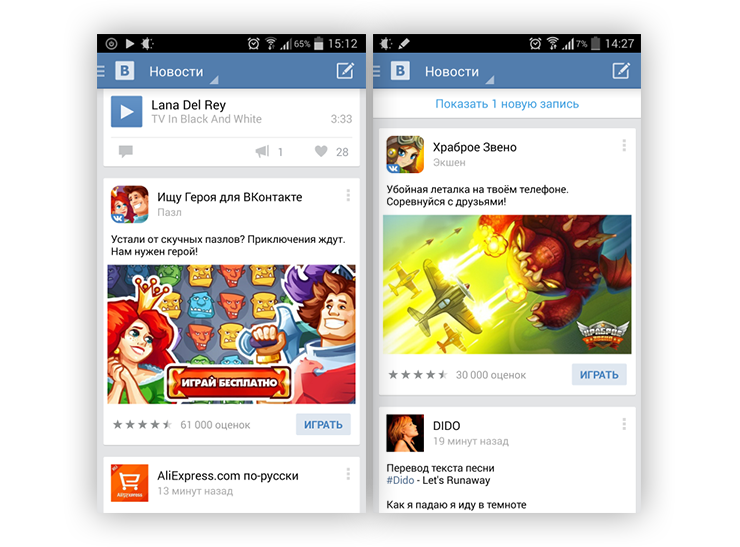 65% 15:12
B Новости
Lana Del Rey
TV In Black And White 3:33
1 28
Ищу Героя для ВКонтакте
Пазл
Устали от скучных пазлов? Приключения ждут.
Нам нужен герой!
ИГРАЙ БЕСПЛАТНО
61 000 оценок ИГРАТЬ
AliExpress
AliExpress.com по-русски
13 минут назад
7% 14:27
B Новости
Показать 1 новую запись
Храброе Звено
Экшен
Убойная леталка на твоём телефоне.
Соревнуйся с друзьями!
ХРАБРОЕ
ЗВЕНО
30 000 оценок ИГРАТЬ
DIDO
19 минут назад
Перевод текста песни
#Dido - Let's Runaway
Как я падаю я иду в темноте